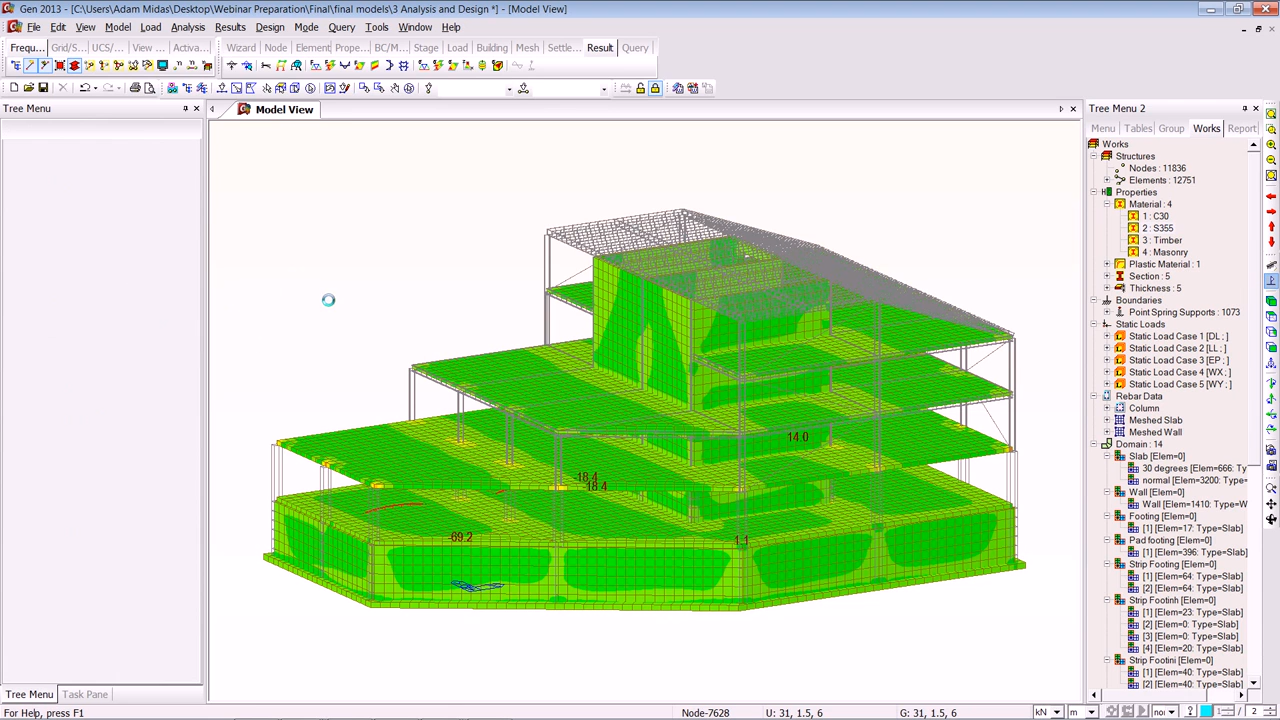 Gen 2013 - [C:\Users\Adam Midas\Desktop\Webinar Preparation\Final\final models\3 Analysis and Design *] - [Model View]
File Edit View Model Load Analysis Results Design Mode Query Tools Window Help
Frequ... Grid/S... UCS/... View ... Activa... Wizard Node Element Prope... BC/M... Stage Load Building Mesh Settle... Result Query
Tree Menu
Model View
Tree Menu 2
Menu Tables Group Works Report
Works
Structures
Nodes : 11836
Elements : 12751
Properties
Material : 4
1 : C30
2 : S355
3 : Timber
4 : Masonry
Plastic Material : 1
Section : 5
Thickness : 5
Boundaries
Point Spring Supports : 1073
Static Loads
Static Load Case 1 [DL ; ]
Static Load Case 2 [LL ; ]
Static Load Case 3 [EP ; ]
Static Load Case 4 [WX ; ]
Static Load Case 5 [WY ; ]
Rebar Data
Column
Meshed Slab
Meshed Wall
Domain : 14
Slab [Elem=0]
30 degrees [Elem=666: Ty
normal [Elem=3200: Type=
Wall [Elem=0]
Wall [Elem=1410: Type=W
Footing [Elem=0]
[1] [Elem=17: Type=Slab]
Pad footing [Elem=0]
[1] [Elem=396: Type=Slab]
Strip Footing [Elem=0]
[1] [Elem=64: Type=Slab]
[2] [Elem=64: Type=Slab]
Strip Footinh [Elem=0]
[1] [Elem=23: Type=Slab]
[2] [Elem=0: Type=Slab]
[3] [Elem=0: Type=Slab]
[4] [Elem=20: Type=Slab]
Strip Footini [Elem=0]
[1] [Elem=40: Type=Slab]
[2] [Elem=40: Type=Slab]
14.0
-18.4
-18.4
-69.2
1.1
Tree Menu Task Pane
For Help, press F1
Node-7628 U: 31, 1.5, 6 G: 31, 1.5, 6 kN m no 1 / 2